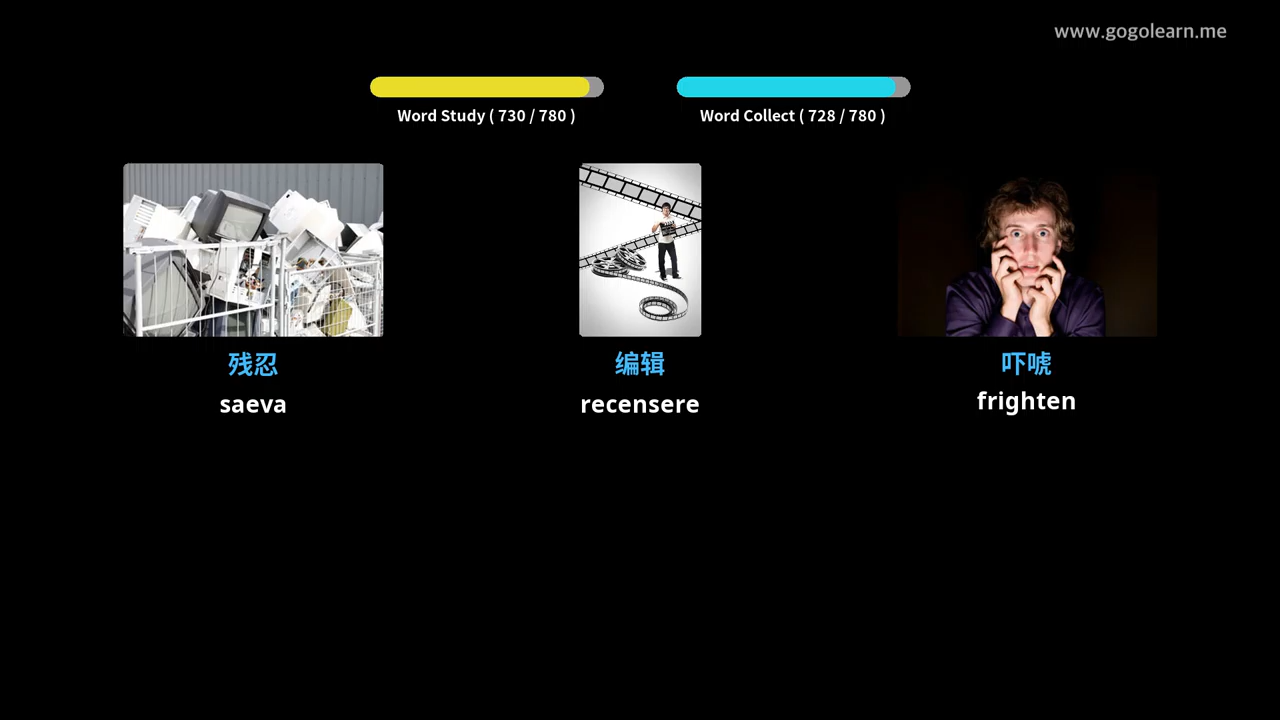 www.gogolearn.me
Word Study ( 730 / 780 )
Word Collect ( 728 / 780 )
残忍
saeva
编辑
recensere
吓唬
frighten